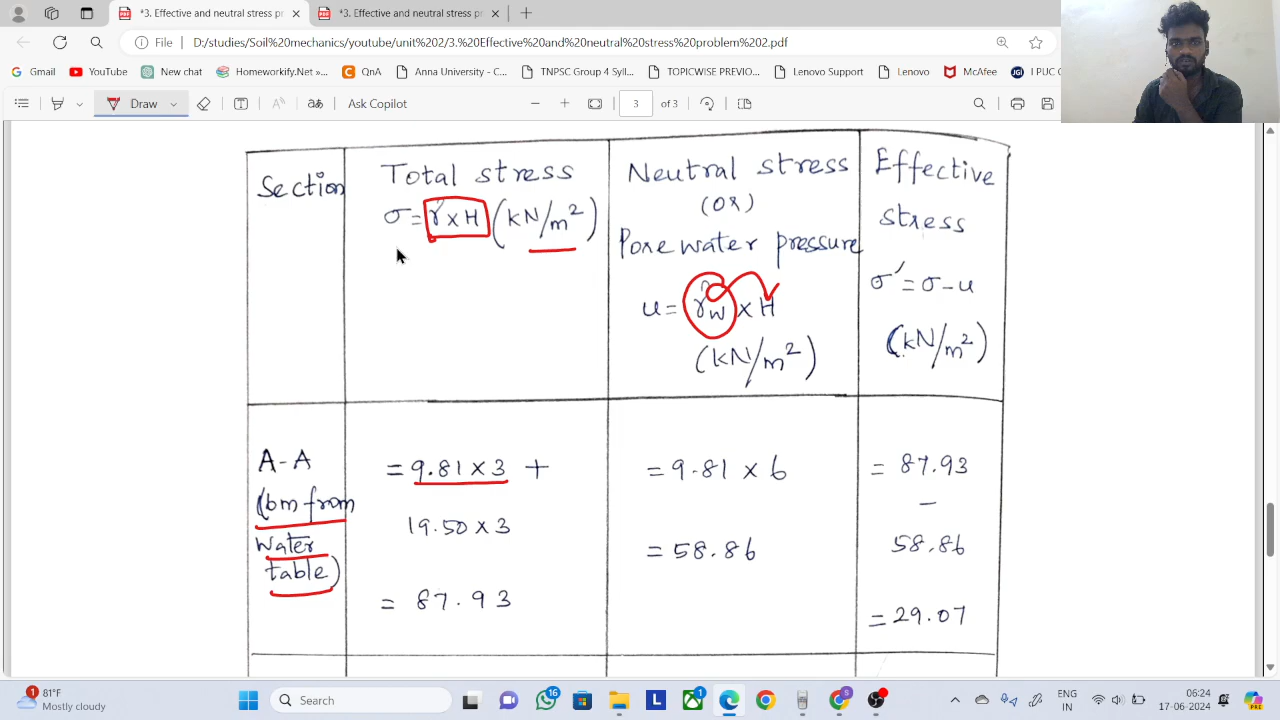 *3. Effective and neutral stress pr
*3. Effective and neutral stress pr
File
D:/studies/Soil%20mechanics/youtube/unit%202/3.%20Effective%20and%20neutral%20stress%20problem%202.pdf
Gmail
YouTube
New chat
Homeworkify.Net...
QnA
Anna University - C...
TNPSC Group 4 Syll...
TOPICWISE PREVIO...
Lenovo Support
Lenovo
McAfee
I PUC C
Draw
Ask Copilot
3
of 3
Section
Total stress
σ = γ × H (kN/m²)
Neutral stress
(OR)
Pore water pressure
u = γw × H
(kN/m²)
Effective
stress
σ' = σ - u
(kN/m²)
A-A
(6m from
Water
table)
= 9.81 × 3 +
19.50 × 3
= 87.93
= 9.81 × 6
= 58.86
= 87.93
-
58.86
= 29.07
1
81°F
Mostly cloudy
Search
16
1
9
ENG
IN
06:24
17-06-2024